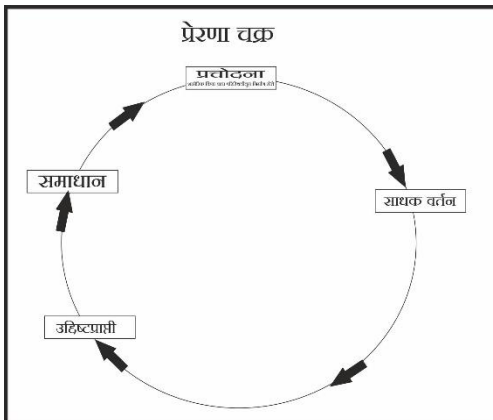 प्रेरणा चक्र
प्रचोदना
साधक वर्तन
उद्दिष्टप्राप्ती
समाधान